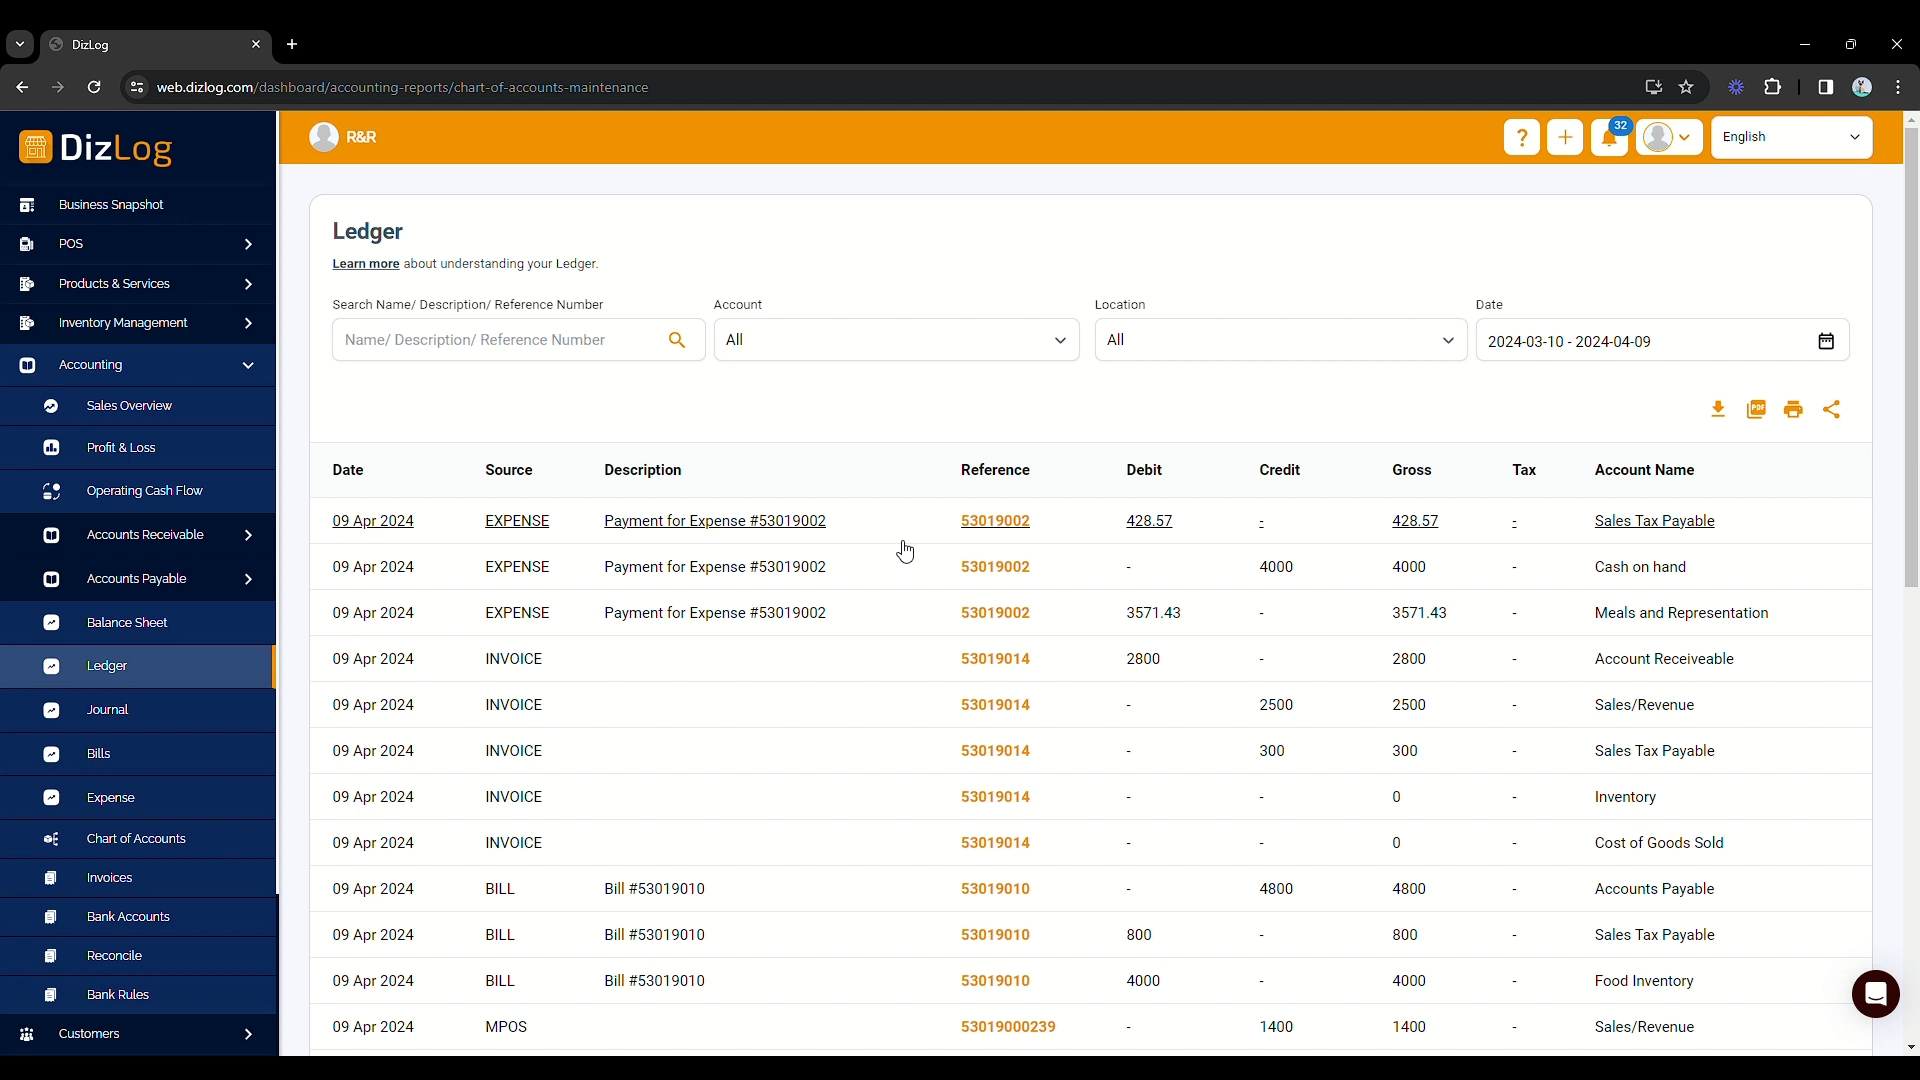 DizLog
web.dizlog.com/dashboard/accounting-reports/chart-of-accounts-maintenance
DizLog
R&R
?
32
English
Business Snapshot
POS
Products & Services
Inventory Management
Accounting
Sales Overview
Profit & Loss
Operating Cash Flow
Accounts Receivable
Accounts Payable
Balance Sheet
Ledger
Journal
Bills
Expense
Chart of Accounts
Invoices
Bank Accounts
Reconcile
Bank Rules
Customers
Ledger
Learn more about understanding your Ledger.
Search Name/ Description/ Reference Number Account Location Date
Name/ Description/ Reference Number All All 2024-03-10 - 2024-04-09
PDF
Date Source Description Reference Debit Credit Gross Tax Account Name
09 Apr 2024 EXPENSE Payment for Expense #53019002 53019002 428.57 - 428.57 - Sales Tax Payable
09 Apr 2024 EXPENSE Payment for Expense #53019002 53019002 - 4000 4000 - Cash on hand
09 Apr 2024 EXPENSE Payment for Expense #53019002 53019002 3571.43 - 3571.43 - Meals and Representation
09 Apr 2024 INVOICE 53019014 2800 - 2800 - Account Receiveable
09 Apr 2024 INVOICE 53019014 - 2500 2500 - Sales/Revenue
09 Apr 2024 INVOICE 53019014 - 300 300 - Sales Tax Payable
09 Apr 2024 INVOICE 53019014 - - 0 - Inventory
09 Apr 2024 INVOICE 53019014 - - 0 - Cost of Goods Sold
09 Apr 2024 BILL Bill #53019010 53019010 - 4800 4800 - Accounts Payable
09 Apr 2024 BILL Bill #53019010 53019010 800 - 800 - Sales Tax Payable
09 Apr 2024 BILL Bill #53019010 53019010 4000 - 4000 - Food Inventory
09 Apr 2024 MPOS 53019000239 - 1400 1400 - Sales/Revenue